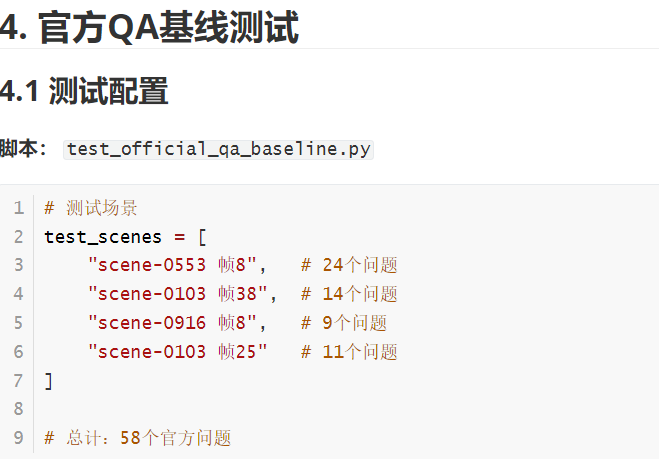 4. 官方QA基线测试
4.1 测试配置
脚本： test_official_qa_baseline.py
1 # 测试场景
2 test_scenes = [
3     "scene-0553 帧8",   # 24个问题
4     "scene-0103 帧38",  # 14个问题
5     "scene-0916 帧8",   # 9个问题
6     "scene-0103 帧25"   # 11个问题
7 ]
8
9 # 总计：58个官方问题